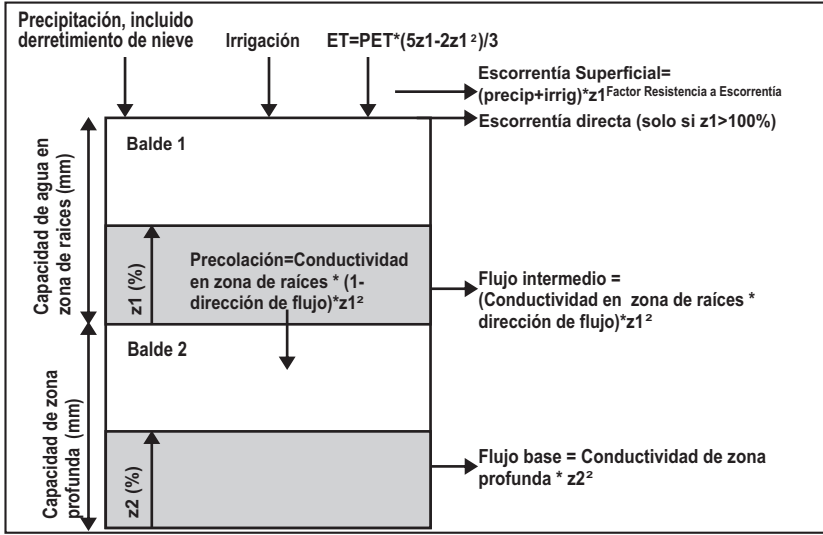 Precipitación, incluido
derretimiento de nieve
Irrigación
ET=PET*(5z1-2z1²)/3
Escorrentía Superficial=
(precip+irrig)*z1^Factor Resistencia a Escorrentía
Escorrentía directa (solo si z1>100%)
Capacidad de agua en
zona de raices (mm)
Balde 1
z1 (%)
Precolación=Conductividad
en zona de raíces * (1-
dirección de flujo)*z1²
Flujo intermedio =
(Conductividad en zona de raíces *
dirección de flujo)*z1²
Capacidad de zona
profunda (mm)
Balde 2
z2 (%)
Flujo base = Conductividad de zona
profunda * z2²